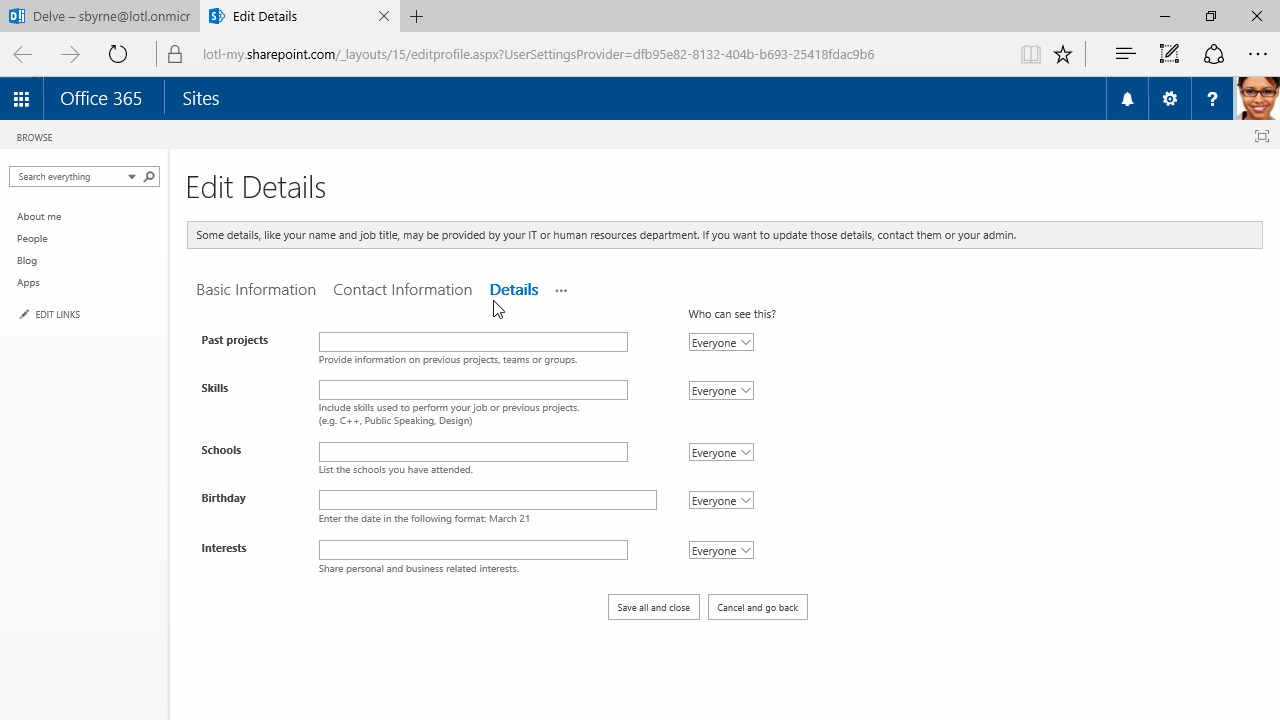 Delve – sbyrne@lotl.onmicr
Edit Details
lotl-my.sharepoint.com/_layouts/15/editprofile.aspx?UserSettingsProvider=dfb95e82-8132-404b-b693-25418fdac9b6
Office 365
Sites
BROWSE
Search everything
About me
People
Blog
Apps
EDIT LINKS
Edit Details
Some details, like your name and job title, may be provided by your IT or human resources department. If you want to update those details, contact them or your admin.
Basic Information Contact Information Details ...
Who can see this?
Past projects
Everyone
Provide information on previous projects, teams or groups.
Skills
Everyone
Include skills used to perform your job or previous projects.
(e.g. C++, Public Speaking, Design)
Schools
Everyone
List the schools you have attended.
Birthday
Everyone
Enter the date in the following format: March 21
Interests
Everyone
Share personal and business related interests.
Save all and close
Cancel and go back